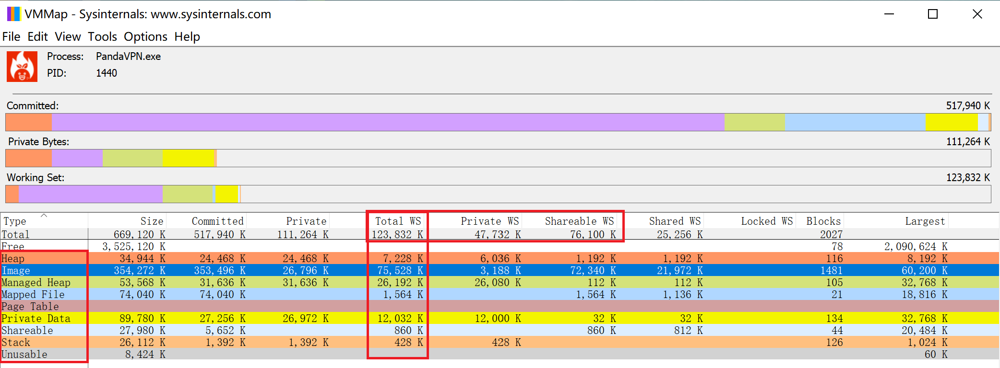 VMMap - Sysinternals: www.sysinternals.com
File Edit View Tools Options Help
Process: PandaVPN.exe
PID: 1440
Committed: 517,940 K
Private Bytes: 111,264 K
Working Set: 123,832 K
Type Size Committed Private Total WS Private WS Shareable WS Shared WS Locked WS Blocks Largest
Total 669,120 K 517,940 K 111,264 K 123,832 K 47,732 K 76,100 K 25,256 K 2027
Free 3,525,120 K 78 2,090,624 K
Heap 34,944 K 24,468 K 24,468 K 7,228 K 6,036 K 1,192 K 1,192 K 116 8,192 K
Image 354,272 K 353,496 K 26,796 K 75,528 K 3,188 K 72,340 K 21,972 K 1481 60,200 K
Managed Heap 53,568 K 31,636 K 31,636 K 26,192 K 26,080 K 112 K 112 K 105 32,768 K
Mapped File 74,040 K 74,040 K 1,564 K 1,564 K 1,136 K 21 18,816 K
Page Table
Private Data 89,780 K 27,256 K 26,972 K 12,032 K 12,000 K 32 K 32 K 134 32,768 K
Shareable 27,980 K 5,652 K 860 K 860 K 812 K 44 20,484 K
Stack 26,112 K 1,392 K 1,392 K 428 K 428 K 126 1,024 K
Unusable 8,424 K 60 K